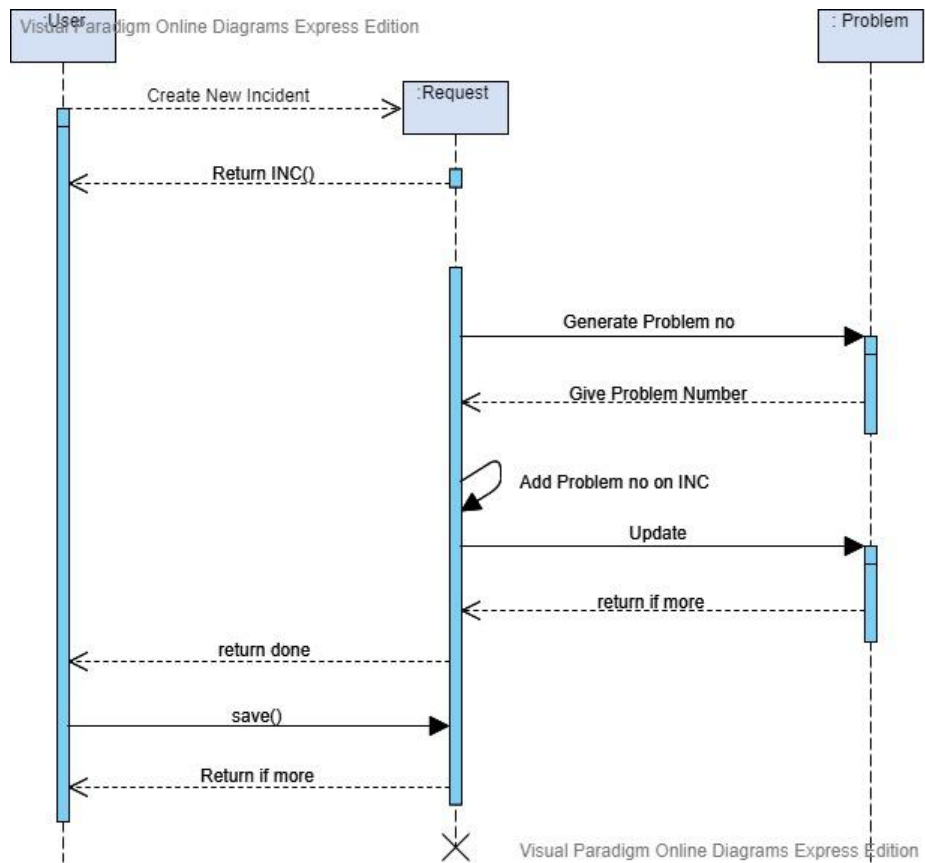 :User
Visual Paradigm Online Diagrams Express Edition
: Problem
Create New Incident
:Request
Return INC()
Generate Problem no
Give Problem Number
Add Problem no on INC
Update
return if more
return done
save()
Return if more
Visual Paradigm Online Diagrams Express Edition